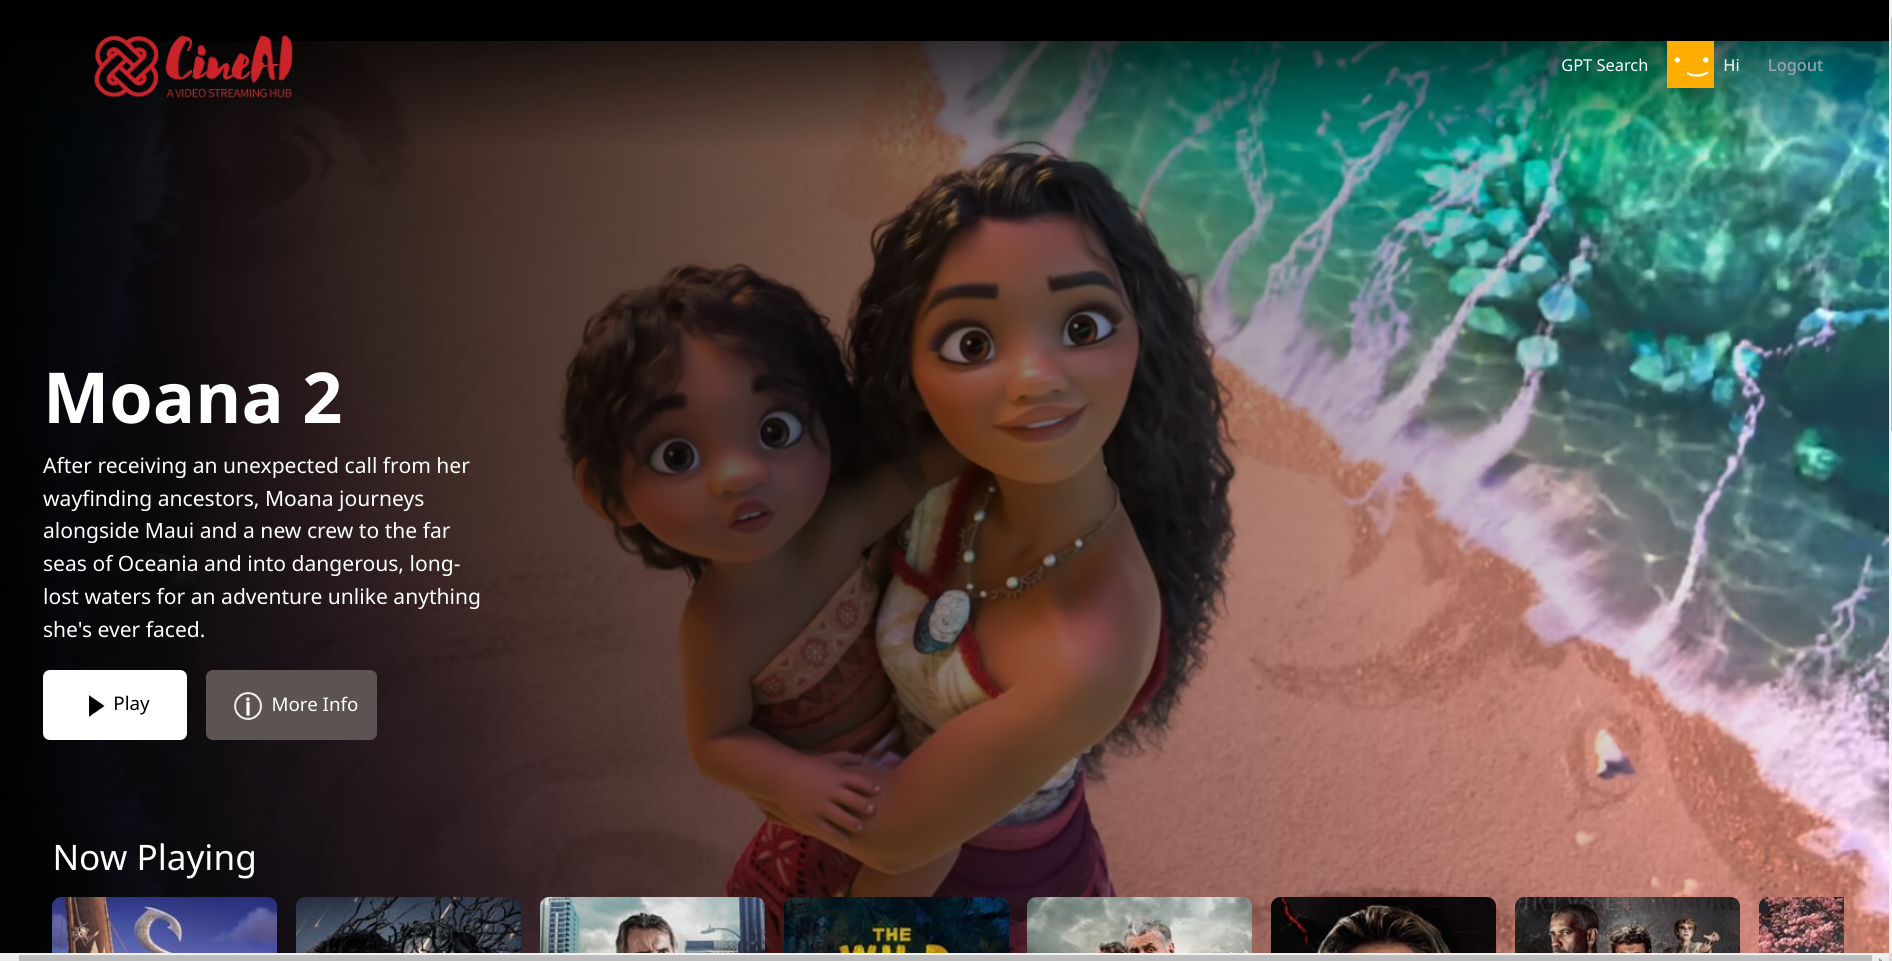 CineAI
A VIDEO STREAMING HUB
GPT Search
Hi
Logout
Moana 2
After receiving an unexpected call from her
wayfinding ancestors, Moana journeys
alongside Maui and a new crew to the far
seas of Oceania and into dangerous, long-
lost waters for an adventure unlike anything
she's ever faced.
Play
More Info
Now Playing
THE
WILD